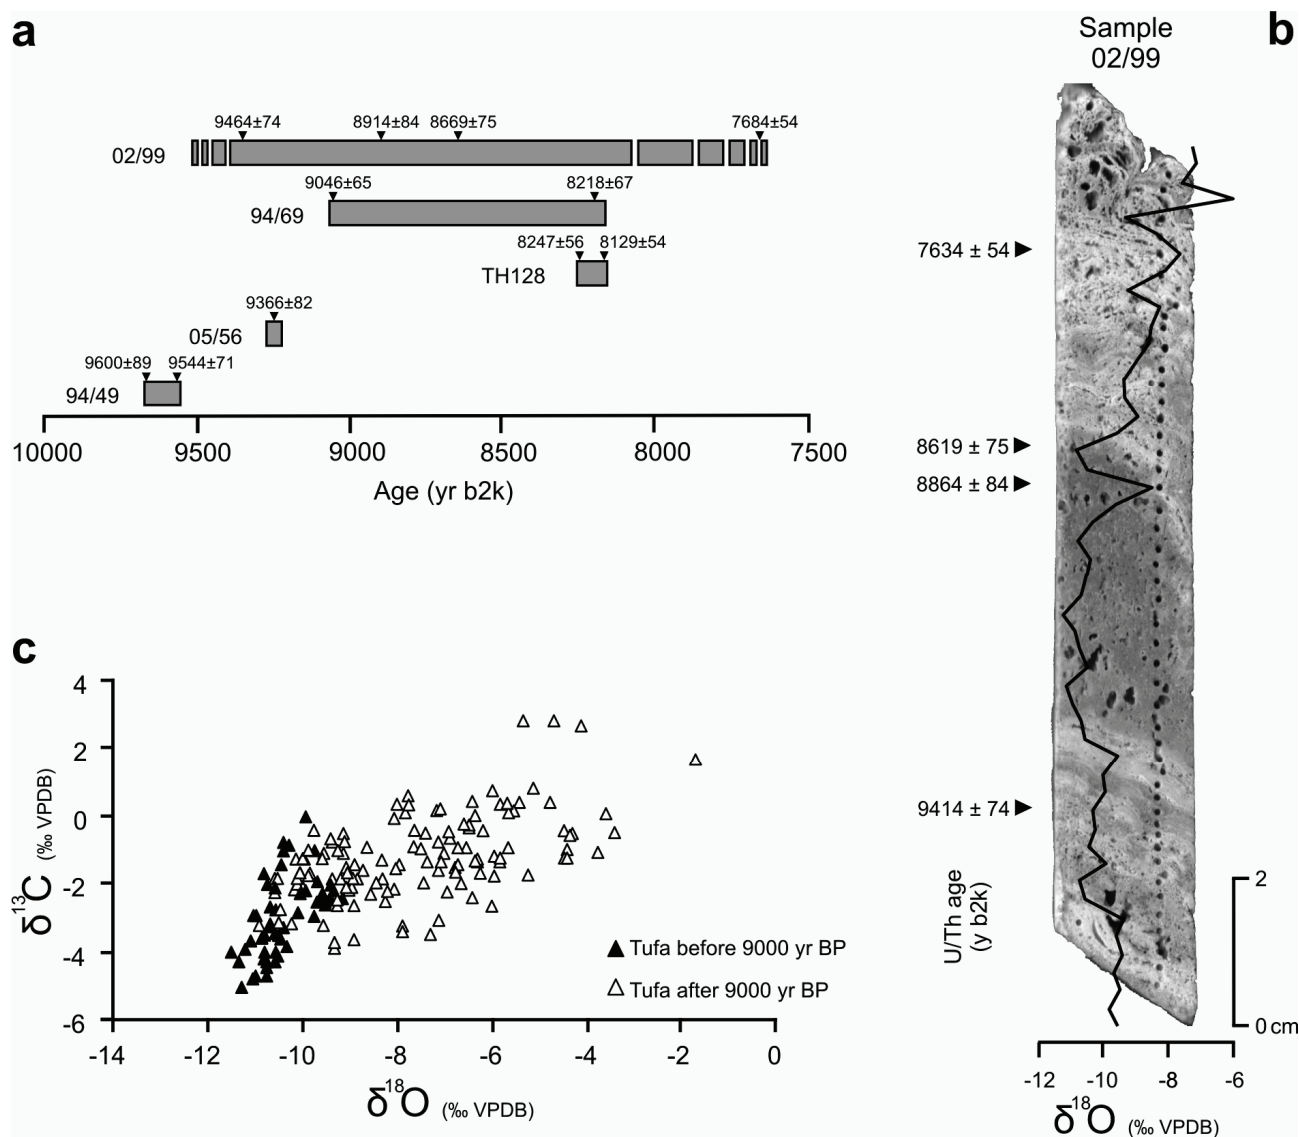 a
9464±74 8914±84 8669±75 7684±54
02/99
9046±65 8218±67
94/69
8247±56 8129±54
TH128
9366±82
05/56
9600±89 9544±71
94/49
10000 9500 9000 8500 8000 7500
Age (yr b2k)
b
Sample
02/99
7634 ± 54
8619 ± 75
8864 ± 84
9414 ± 74
U/Th age
(y b2k)
2
0 cm
-12 -10 -8 -6
δ18O (‰ VPDB)
c
4
2
0
-2
-4
-6
δ13C (‰ VPDB)
Tufa before 9000 yr BP
Tufa after 9000 yr BP
-14 -12 -10 -8 -6 -4 -2 0
δ18O (‰ VPDB)